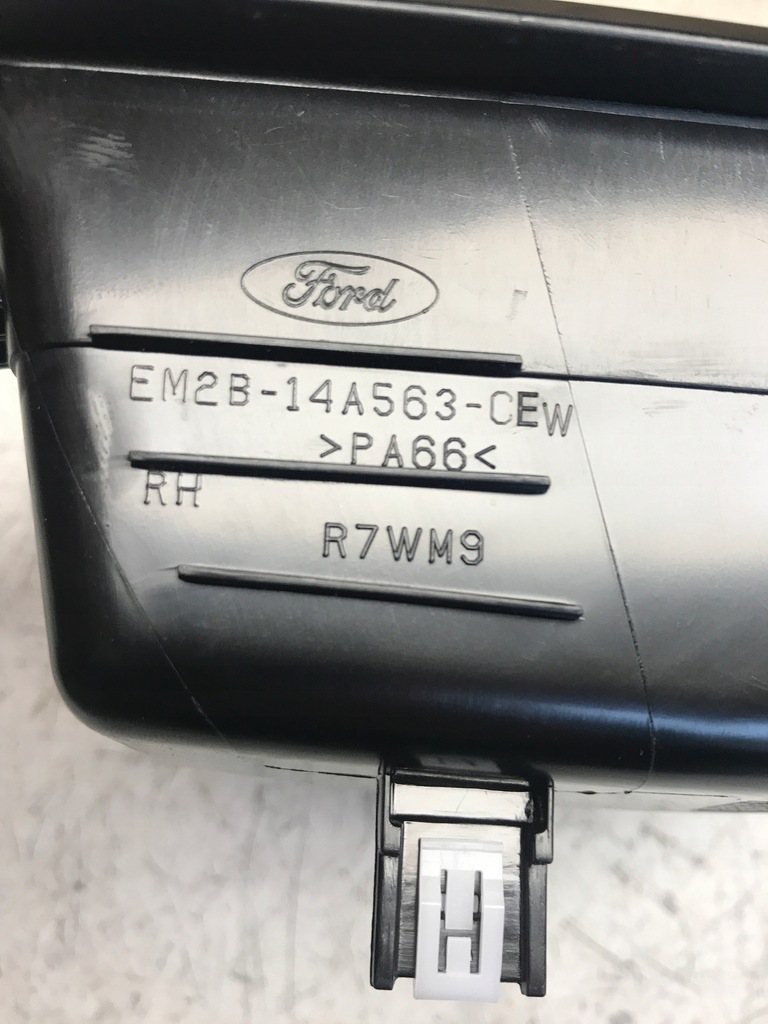 Ford
EM2B-14A563-CEW
>PA66<
RH
R7WM9